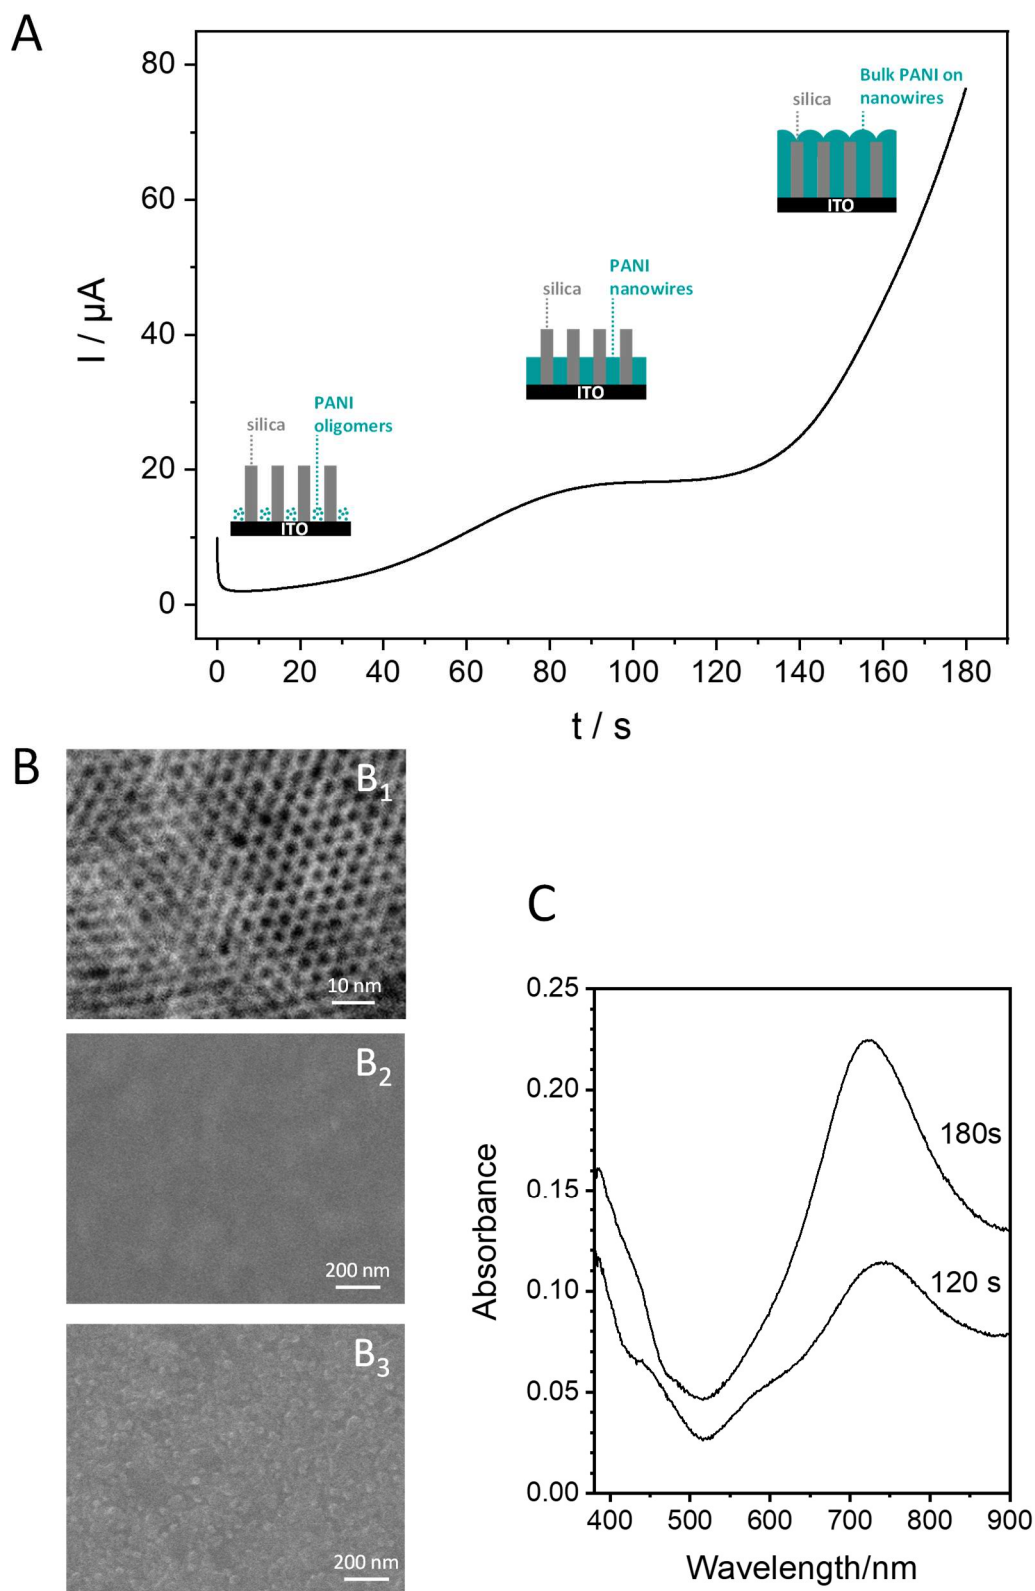 A
80
60
40
20
0
I / µA
0 20 40 60 80 100 120 140 160 180
t / s
silica
PANI
oligomers
ITO
silica
PANI
nanowires
ITO
silica
Bulk PANI on
nanowires
ITO
B
B₁
10 nm
B₂
200 nm
B₃
200 nm
C
0.25
0.20
0.15
0.10
0.05
0.00
Absorbance
180s
120 s
400 500 600 700 800 900
Wavelength/nm